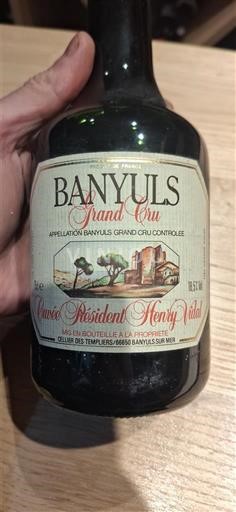 BANYULS
Grand Cru
APPELLATION BANYULS GRAND CRU CONTROLEE
Cuvée Président Henry Vidal
MIS EN BOUTEILLE A LA PROPRIETE
CELLIER DES TEMPLIERS/66650 BANYULS SUR MER